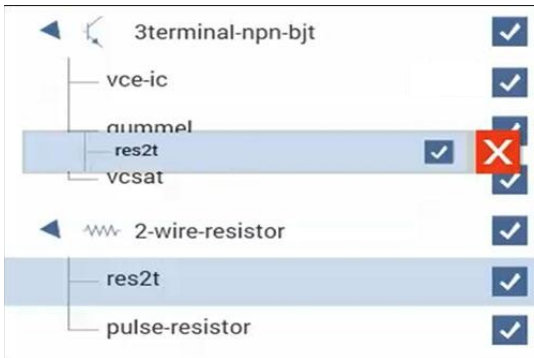 3terminal-npn-bjt
vce-ic
gummel
res2t
vcsat
2-wire-resistor
res2t
pulse-resistor